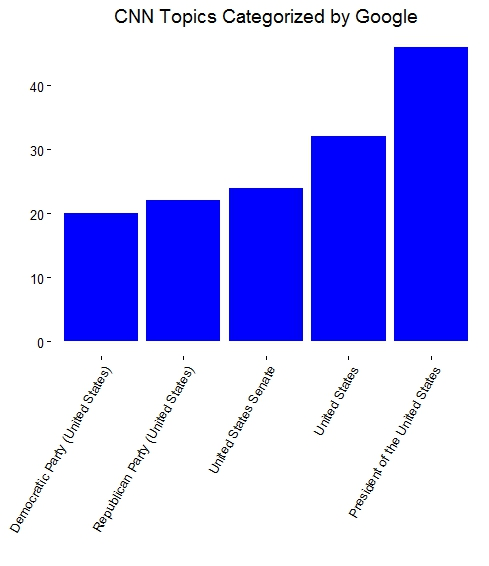 CNN Topics Categorized by Google
40
30
20
10
0
Democratic Party (United States)
Republican Party (United States)
United States Senate
United States
President of the United States